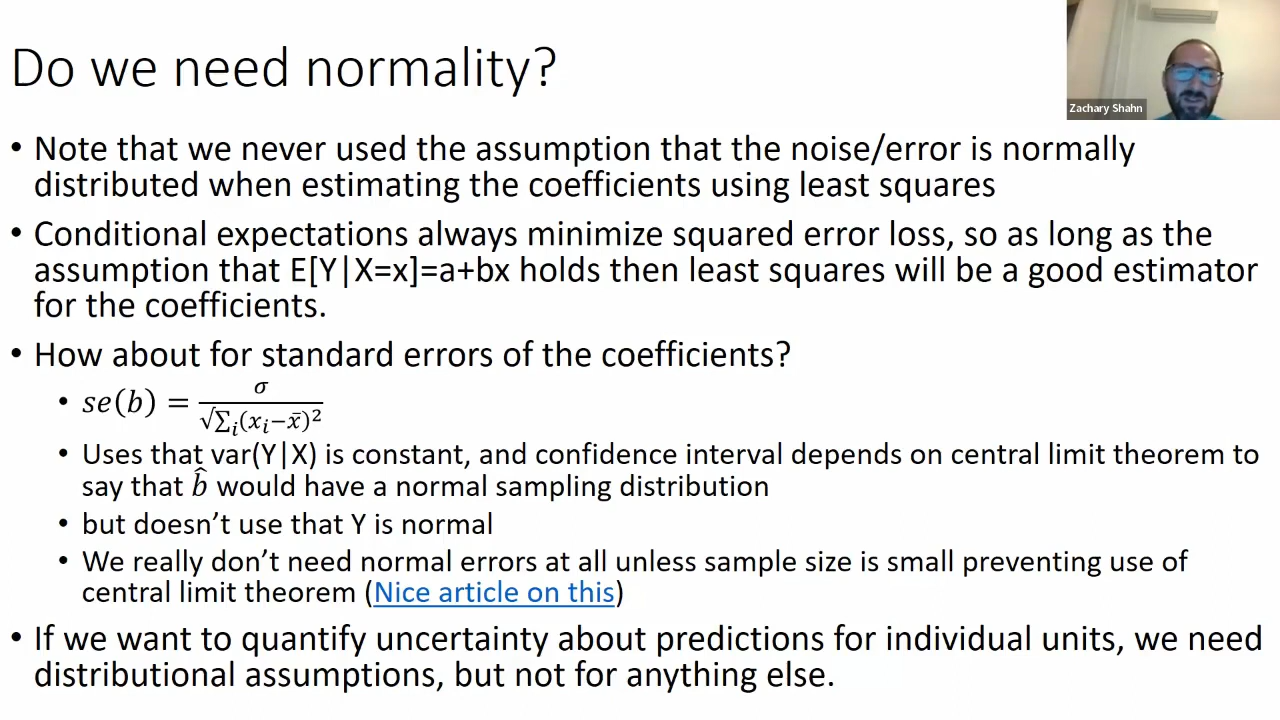 Do we need normality?
Zachary Shahn
• Note that we never used the assumption that the noise/error is normally
distributed when estimating the coefficients using least squares
• Conditional expectations always minimize squared error loss, so as long as the
assumption that E[Y|X=x]=a+bx holds then least squares will be a good estimator
for the coefficients.
• How about for standard errors of the coefficients?
• se(b) = σ / √∑ᵢ(xᵢ−x̄)²
• Uses that var(Y|X) is constant, and confidence interval depends on central limit theorem to
say that b̂ would have a normal sampling distribution
• but doesn’t use that Y is normal
• We really don’t need normal errors at all unless sample size is small preventing use of
central limit theorem (Nice article on this)
• If we want to quantify uncertainty about predictions for individual units, we need
distributional assumptions, but not for anything else.